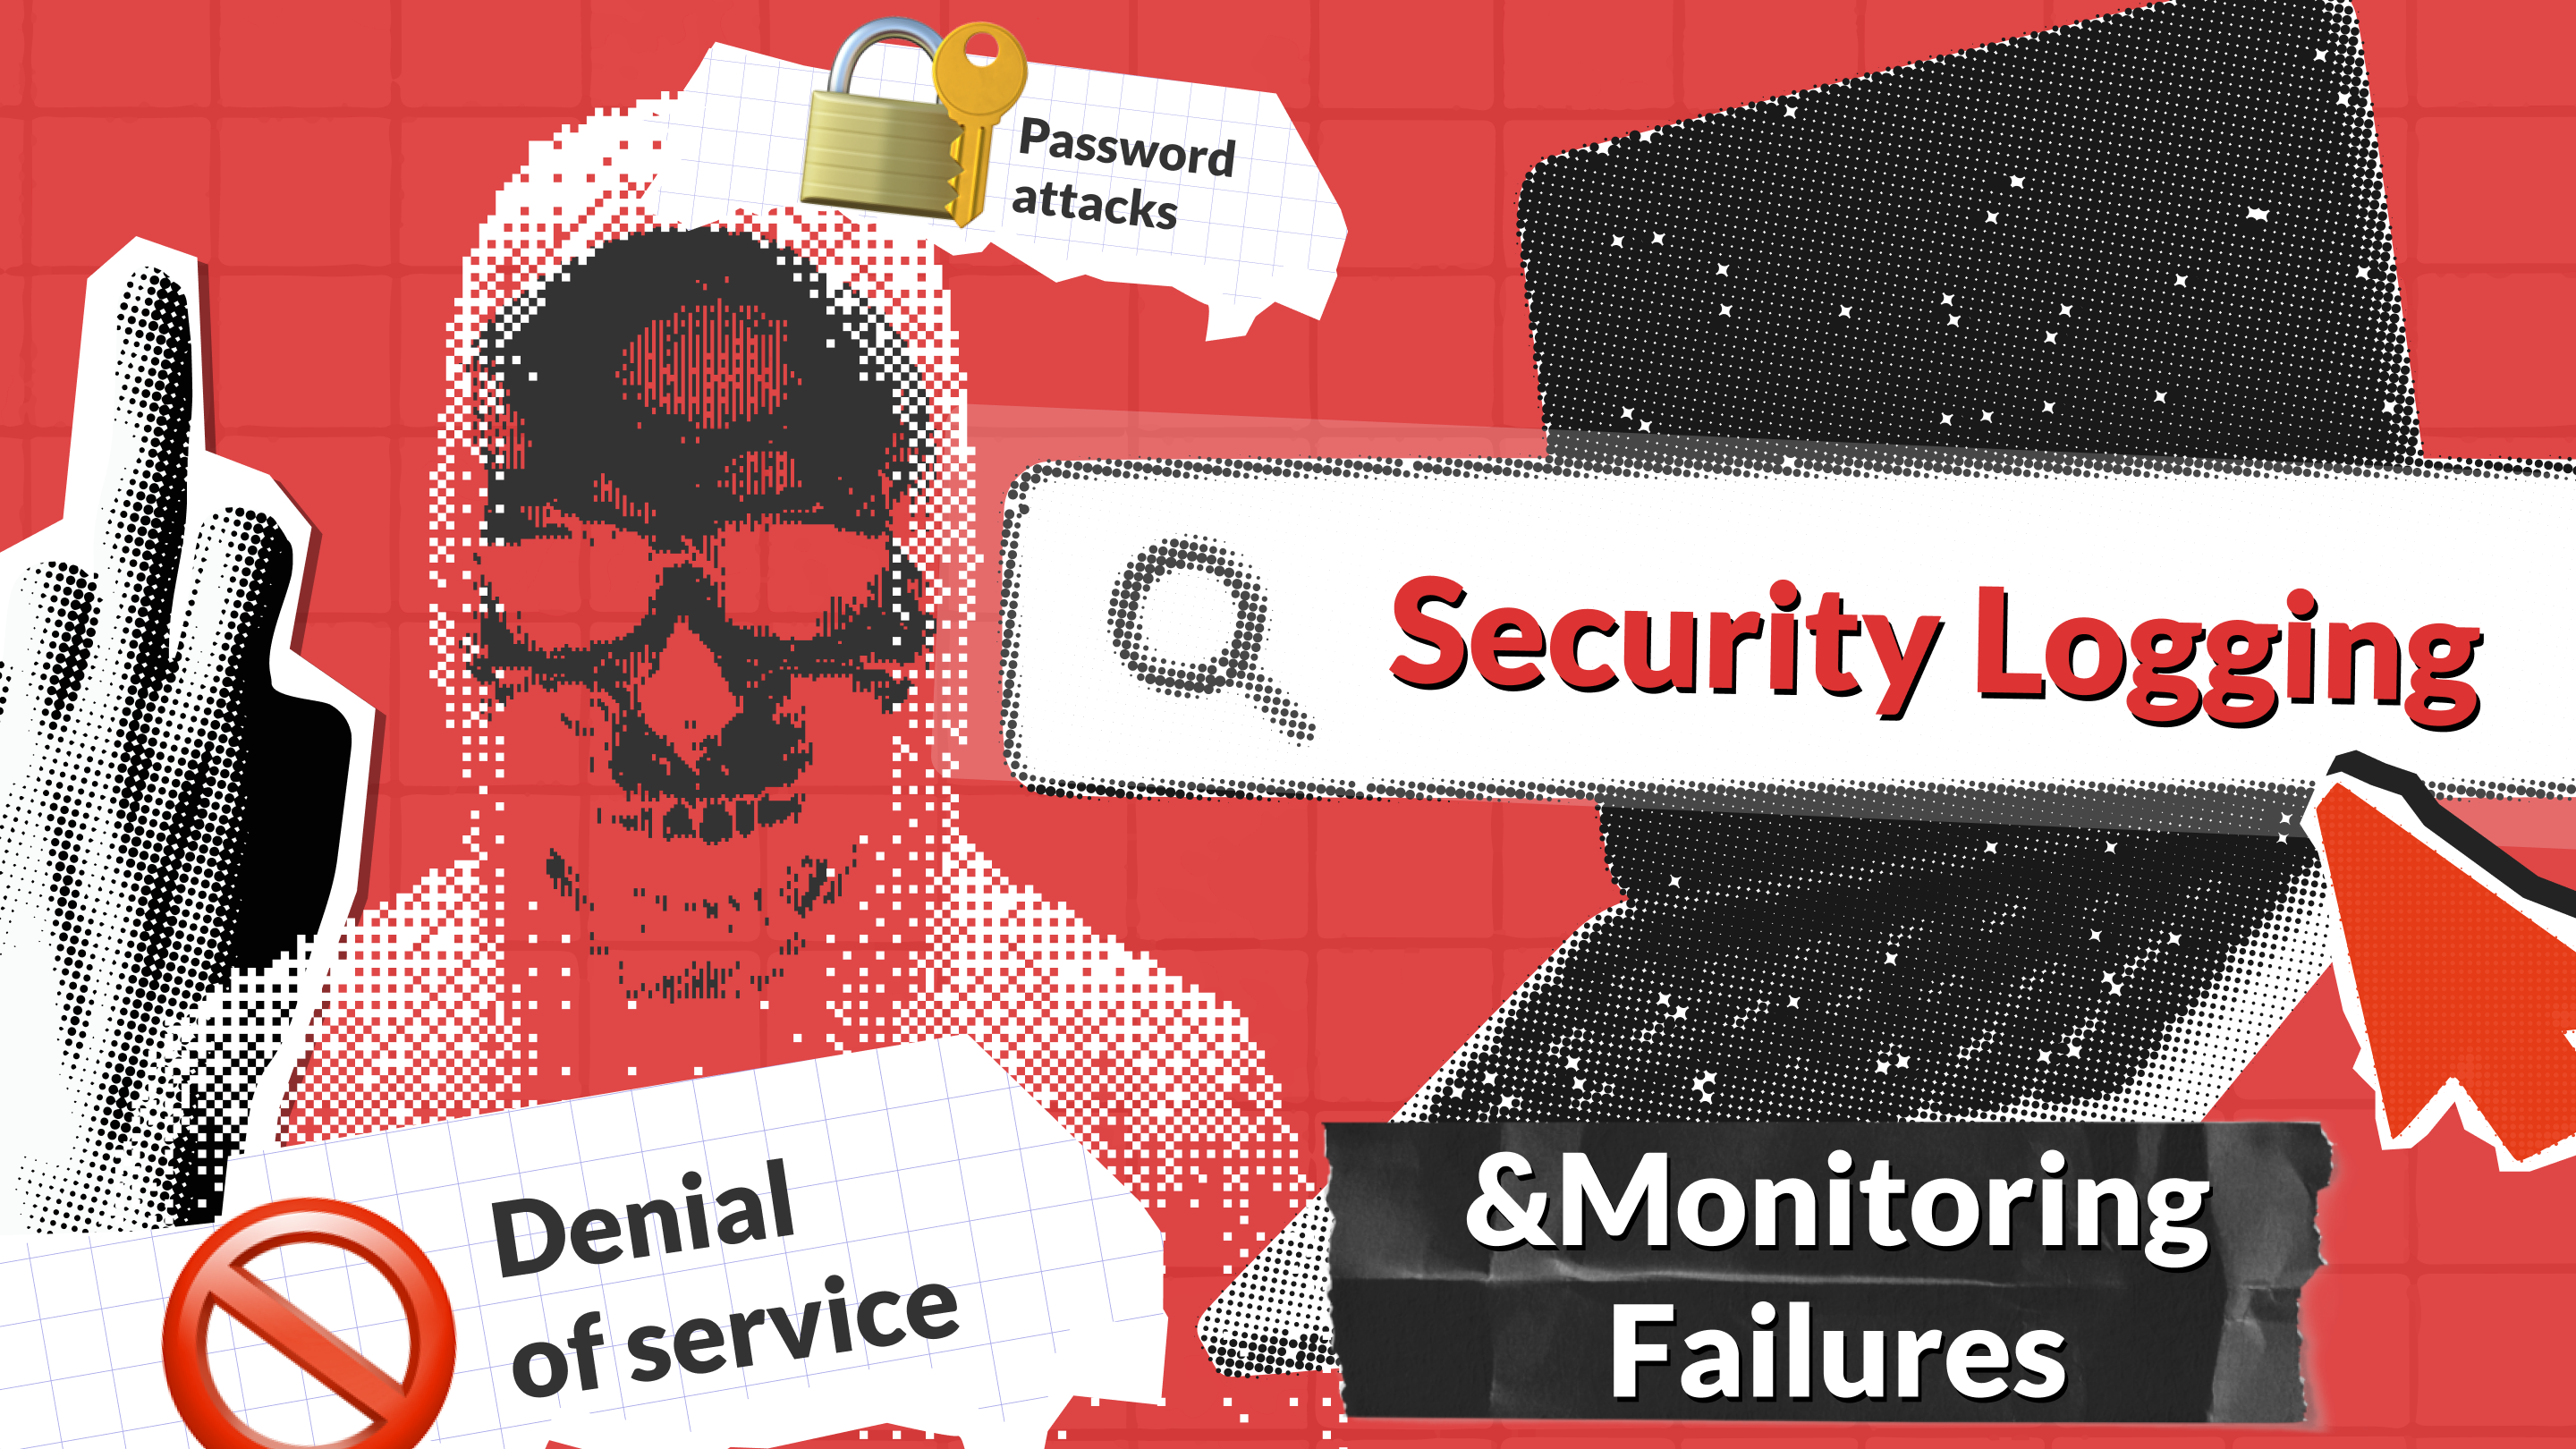 Password
attacks
Security Logging
&Monitoring
Failures
Denial
of service